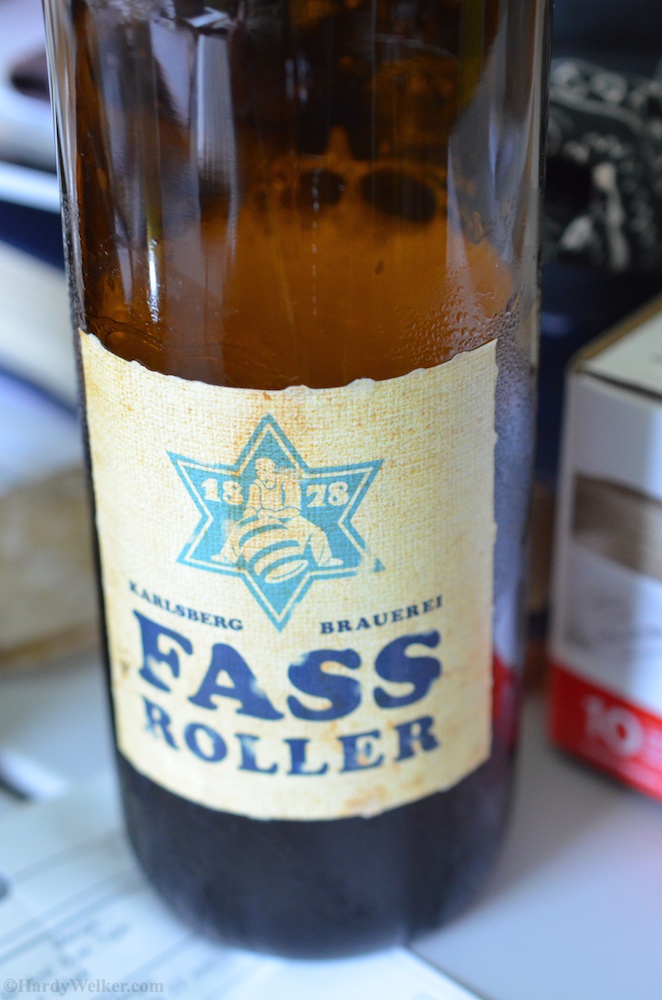 18 78
KARLSBERG BRAUEREI
FASS
ROLLER
10
©HardyWelker.com